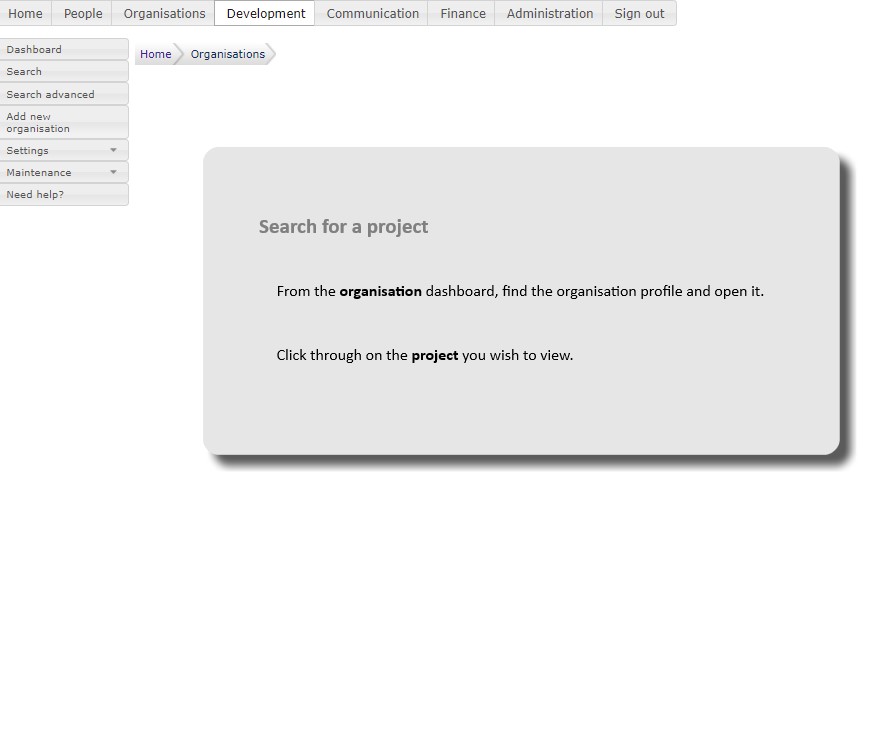 Home People Organisations Development Communication Finance Administration Sign out
Dashboard
Search
Search advanced
Add new
organisation
Settings
Maintenance
Need help?
Home Organisations
Search for a project
From the organisation dashboard, find the organisation profile and open it.
Click through on the project you wish to view.